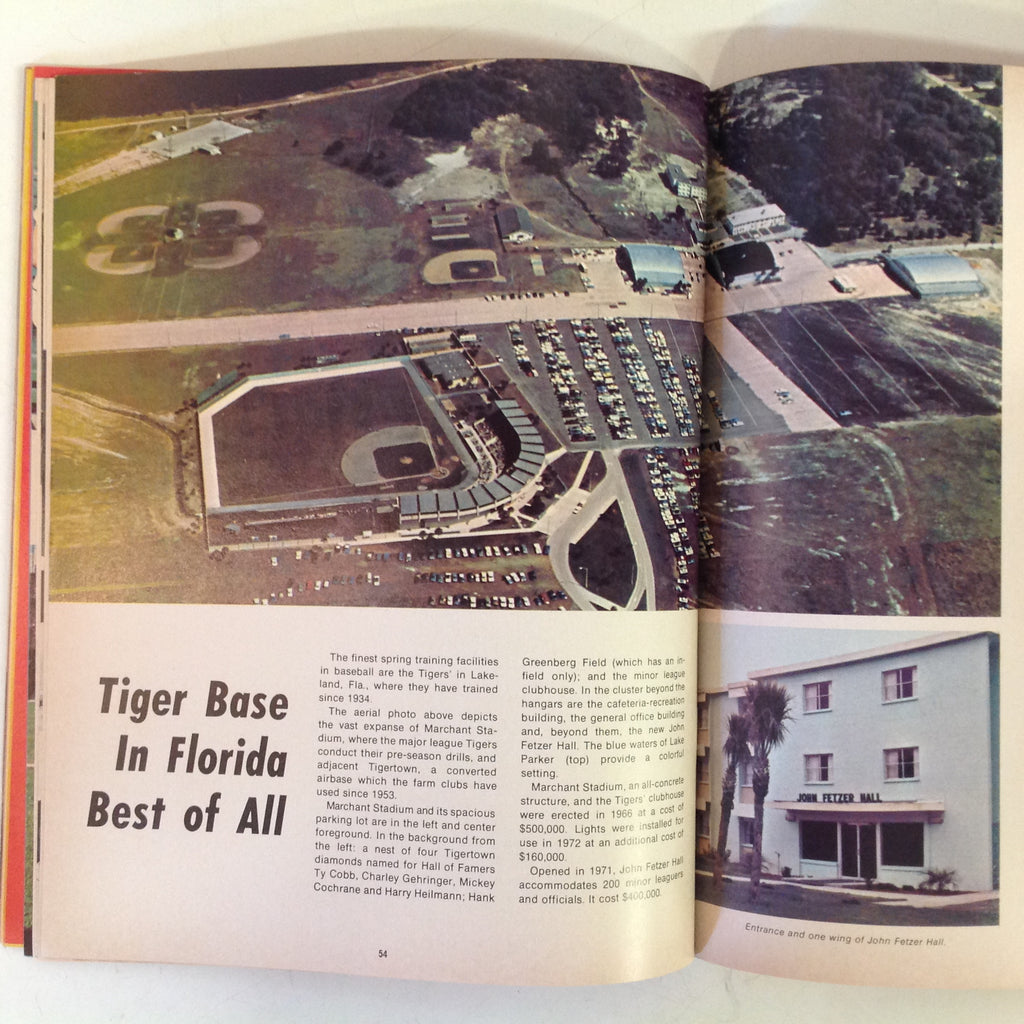 Tiger Base
In Florida
Best of All
The finest spring training facilities
in baseball are the Tigers' in Lake-
land, Fla., where they have trained
since 1934.
The aerial photo above depicts
the vast expanse of Marchant Sta-
dium, where the major league Tigers
conduct their pre-season drills, and
adjacent Tigertown, a converted
airbase which the farm clubs have
used since 1953.
Marchant Stadium and its spacious
parking lot are in the left and center
foreground. In the background from
the left: a nest of four Tigertown
diamonds named for Hall of Famers
Ty Cobb, Charley Gehringer, Mickey
Cochrane and Harry Heilmann; Hank
Greenberg Field (which has an in-
field only); and the minor league
clubhouse. In the cluster beyond the
hangars are the cafeteria-recreation
building, the general office building
and, beyond them, the new John
Fetzer Hall. The blue waters of Lake
Parker (top) provide a colorful
setting.
Marchant Stadium, an all-concrete
structure, and the Tigers' clubhouse
were erected in 1966 at a cost of
$500,000. Lights were installed for
use in 1972 at an additional cost of
$160,000.
Opened in 1971, John Fetzer Hall
accommodates 200 minor leaguers
and officials. It cost $400,000.
54
JOHN FETZER HALL
Entrance and one wing of John Fetzer Hall.